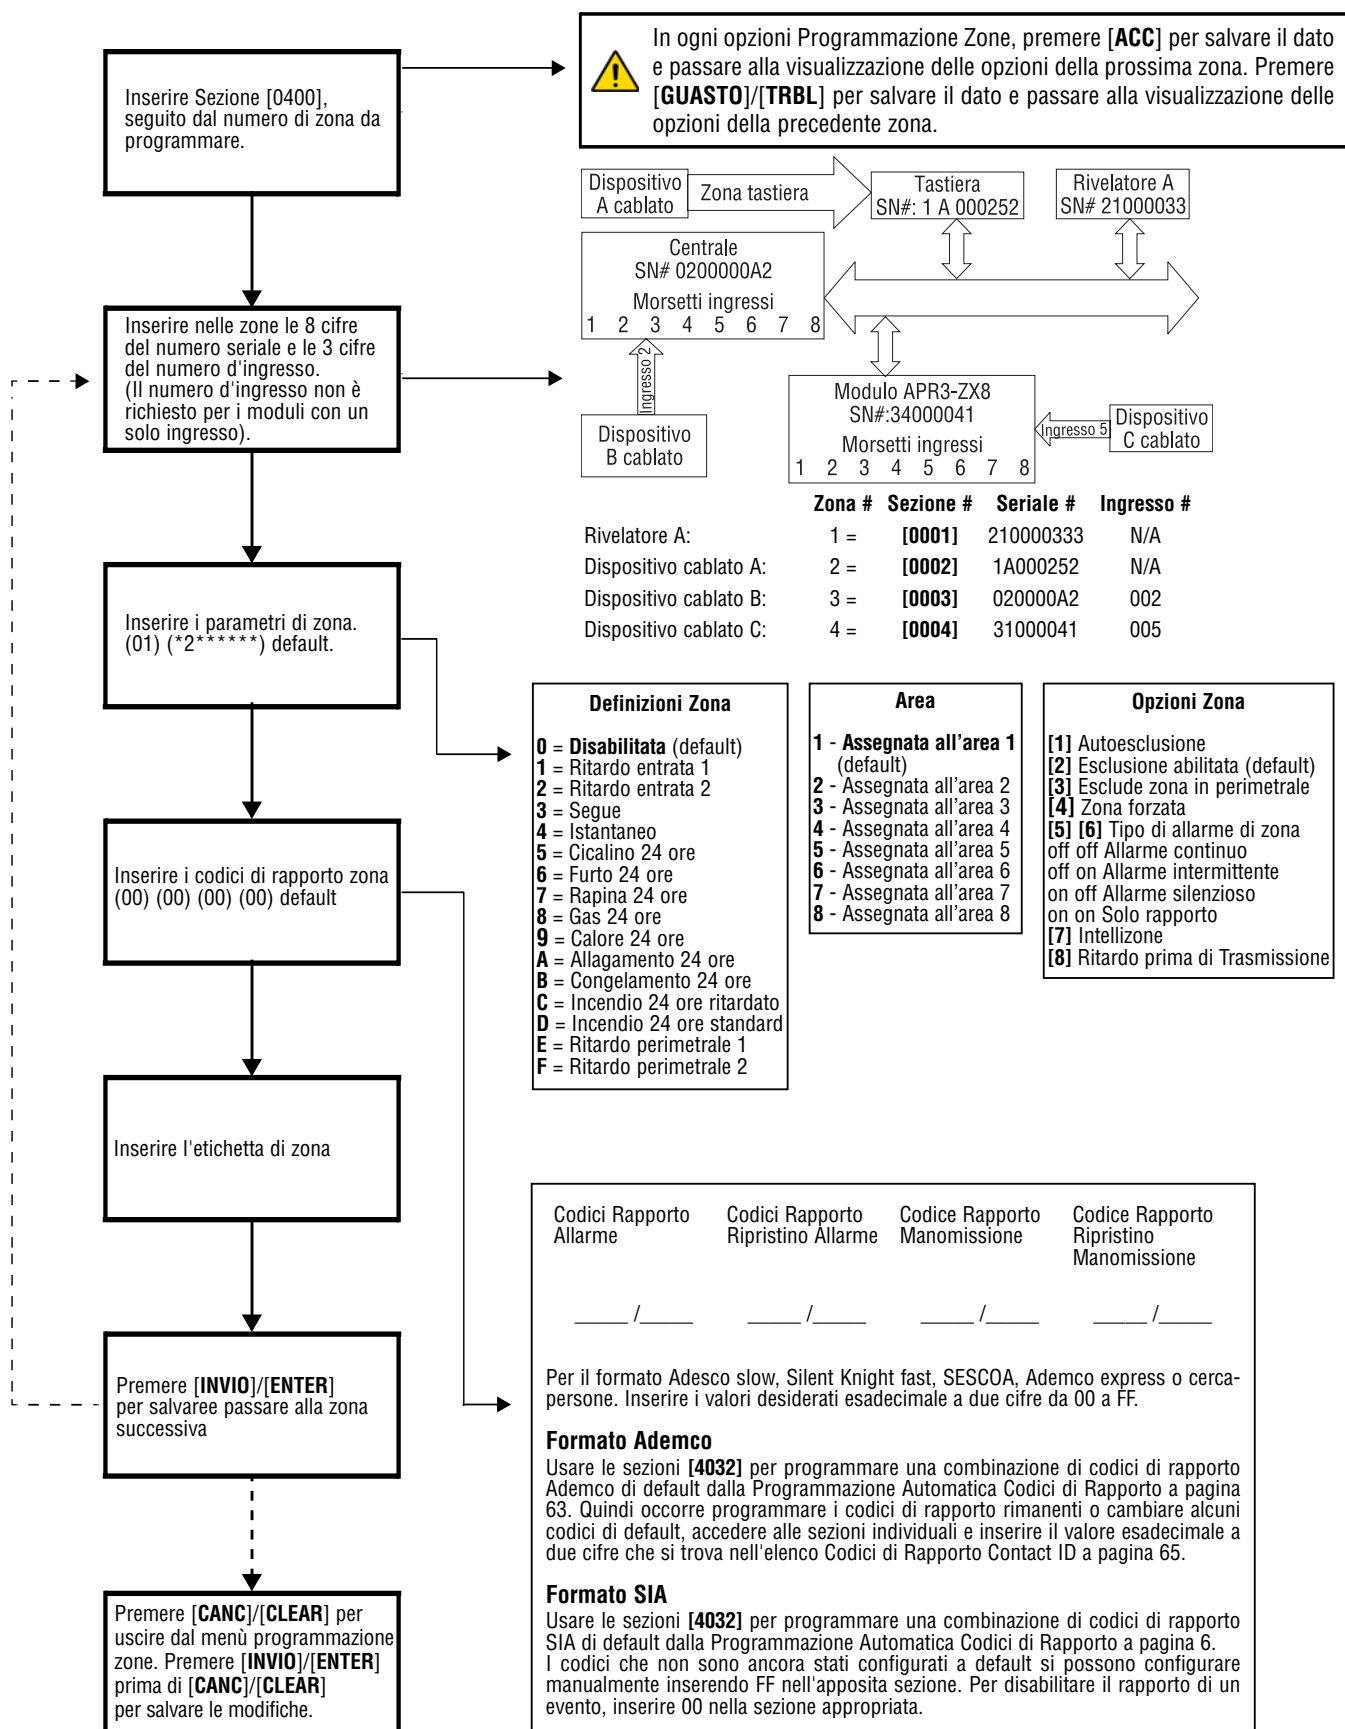 Inserire Sezione [0400],
seguito dal numero di zona da
programmare.
In ogni opzioni Programmazione Zone, premere [ACC] per salvare il dato
e passare alla visualizzazione delle opzioni della prossima zona. Premere
[GUASTO]/[TRBL] per salvare il dato e passare alla visualizzazione delle
opzioni della precedente zona.
Dispositivo
A cablato
Zona tastiera
Tastiera
SN#: 1 A 000252
Rivelatore A
SN# 21000033
Centrale
SN# 0200000A2
Morsetti ingressi
1 2 3 4 5 6 7 8
Inserire nelle zone le 8 cifre
del numero seriale e le 3 cifre
del numero d'ingresso.
(Il numero d'ingresso non è
richiesto per i moduli con un
solo ingresso).
Ingresso 2
Dispositivo
B cablato
Modulo APR3-ZX8
SN#:34000041
Morsetti ingressi
1 2 3 4 5 6 7 8
Ingresso 5
Dispositivo
C cablato
Zona # Sezione # Seriale # Ingresso #
Rivelatore A: 1 = [0001] 210000333 N/A
Dispositivo cablato A: 2 = [0002] 1A000252 N/A
Dispositivo cablato B: 3 = [0003] 020000A2 002
Dispositivo cablato C: 4 = [0004] 31000041 005
Inserire i parametri di zona.
(01) (*2******) default.
Definizioni Zona
0 = Disabilitata (default)
1 = Ritardo entrata 1
2 = Ritardo entrata 2
3 = Segue
4 = Istantaneo
5 = Cicalino 24 ore
6 = Furto 24 ore
7 = Rapina 24 ore
8 = Gas 24 ore
9 = Calore 24 ore
A = Allagamento 24 ore
B = Congelamento 24 ore
C = Incendio 24 ore ritardato
D = Incendio 24 ore standard
E = Ritardo perimetrale 1
F = Ritardo perimetrale 2
Area
1 - Assegnata all'area 1
(default)
2 - Assegnata all'area 2
3 - Assegnata all'area 3
4 - Assegnata all'area 4
5 - Assegnata all'area 5
6 - Assegnata all'area 6
7 - Assegnata all'area 7
8 - Assegnata all'area 8
Opzioni Zona
[1] Autoesclusione
[2] Esclusione abilitata (default)
[3] Esclude zona in perimetrale
[4] Zona forzata
[5] [6] Tipo di allarme di zona
off off Allarme continuo
off on Allarme intermittente
on off Allarme silenzioso
on on Solo rapporto
[7] Intellizone
[8] Ritardo prima di Trasmissione
Inserire i codici di rapporto zona
(00) (00) (00) (00) default
Inserire l'etichetta di zona
Codici Rapporto
Allarme
Codici Rapporto
Ripristino Allarme
Codice Rapporto
Manomissione
Codice Rapporto
Ripristino
Manomissione
_____ /_____ _____ /_____ _____ /_____ _____ /_____
Per il formato Adesco slow, Silent Knight fast, SESCOA, Ademco express o cerca-
persone. Inserire i valori desiderati esadecimale a due cifre da 00 a FF.
Formato Ademco
Usare le sezioni [4032] per programmare una combinazione di codici di rapporto
Ademco di default dalla Programmazione Automatica Codici di Rapporto a pagina
63. Quindi occorre programmare i codici di rapporto rimanenti o cambiare alcuni
codici di default, accedere alle sezioni individuali e inserire il valore esadecimale a
due cifre che si trova nell'elenco Codici di Rapporto Contact ID a pagina 65.
Formato SIA
Usare le sezioni [4032] per programmare una combinazione di codici di rapporto
SIA di default dalla Programmazione Automatica Codici di Rapporto a pagina 6.
I codici che non sono ancora stati configurati a default si possono configurare
manualmente inserendo FF nell'apposita sezione. Per disabilitare il rapporto di un
evento, inserire 00 nella sezione appropriata.
Premere [INVIO]/[ENTER]
per salvaree passare alla zona
successiva
Premere [CANC]/[CLEAR] per
uscire dal menù programmazione
zone. Premere [INVIO]/[ENTER]
prima di [CANC]/[CLEAR]
per salvare le modifiche.